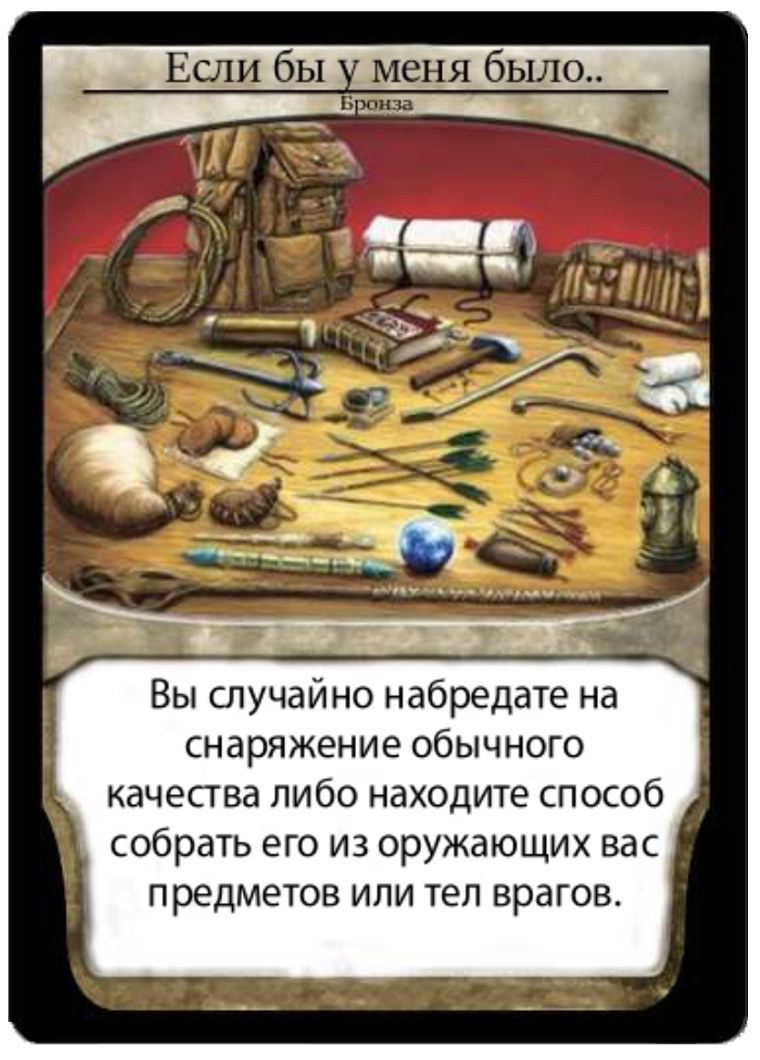 Если бы у меня было..
Бронза
Вы случайно набредате на
снаряжение обычного
качества либо находите способ
собрать его из оружающих вас
предметов или тел врагов.